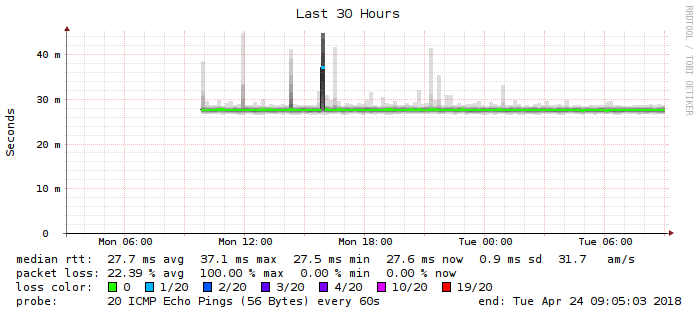 Last 30 Hours
RRDTOOL / TOBI OETIKER
Seconds
40 m
30 m
20 m
10 m
0
Mon 06:00 Mon 12:00 Mon 18:00 Tue 00:00 Tue 06:00
median rtt: 27.7 ms avg 37.1 ms max 27.5 ms min 27.6 ms now 0.9 ms sd 31.7 am/s
packet loss: 22.39 % avg 100.00 % max 0.00 % min 0.00 % now
loss color: 0 1/20 2/20 3/20 4/20 10/20 19/20
probe: 20 ICMP Echo Pings (56 Bytes) every 60s end: Tue Apr 24 09:05:03 2018